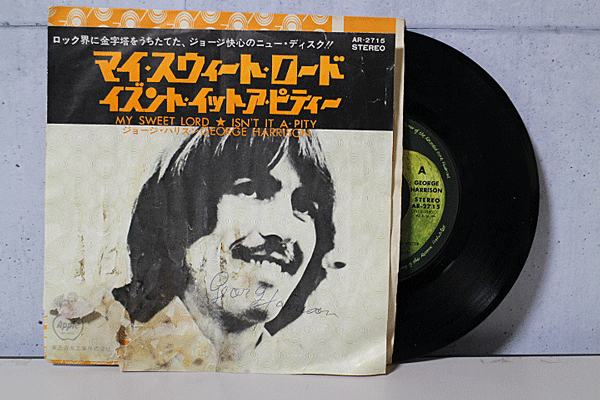 ロック界に金字塔をうちたてた、ジョージ快心のニュー・ディスク!!
AR-2715
STEREO
マイ・スウィート・ロード
イズント・イット・ア・ピティー
MY SWEET LORD ★ ISN'T IT A・PITY
ジョージ・ハリスン GEORGE HARRISON
Apple
A
GEORGE
HARRISON
STEREO
AR-2715